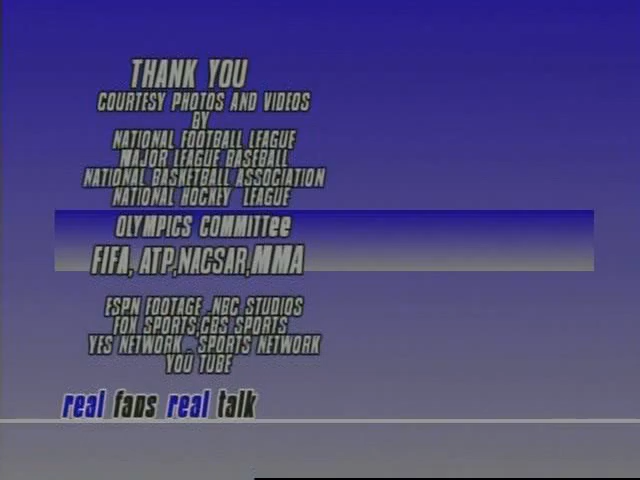 THANK YOU
COURTESY PHOTOS AND VIDEOS
BY
NATIONAL FOOTBALL LEAGUE
MAJOR LEAGUE BASEBALL
NATIONAL BASKETBALL ASSOCIATION
NATIONAL HOCKEY LEAGUE
OLYMPICS COMMITTee
FIFA, ATP,NACSAR,MMA
ESPN FOOTAGE .NBC STUDIOS
FOX SPORTS,CBS SPORTS
YES NETWORK . SPORTS NETWORK
YOU TUBE
real fans real talk